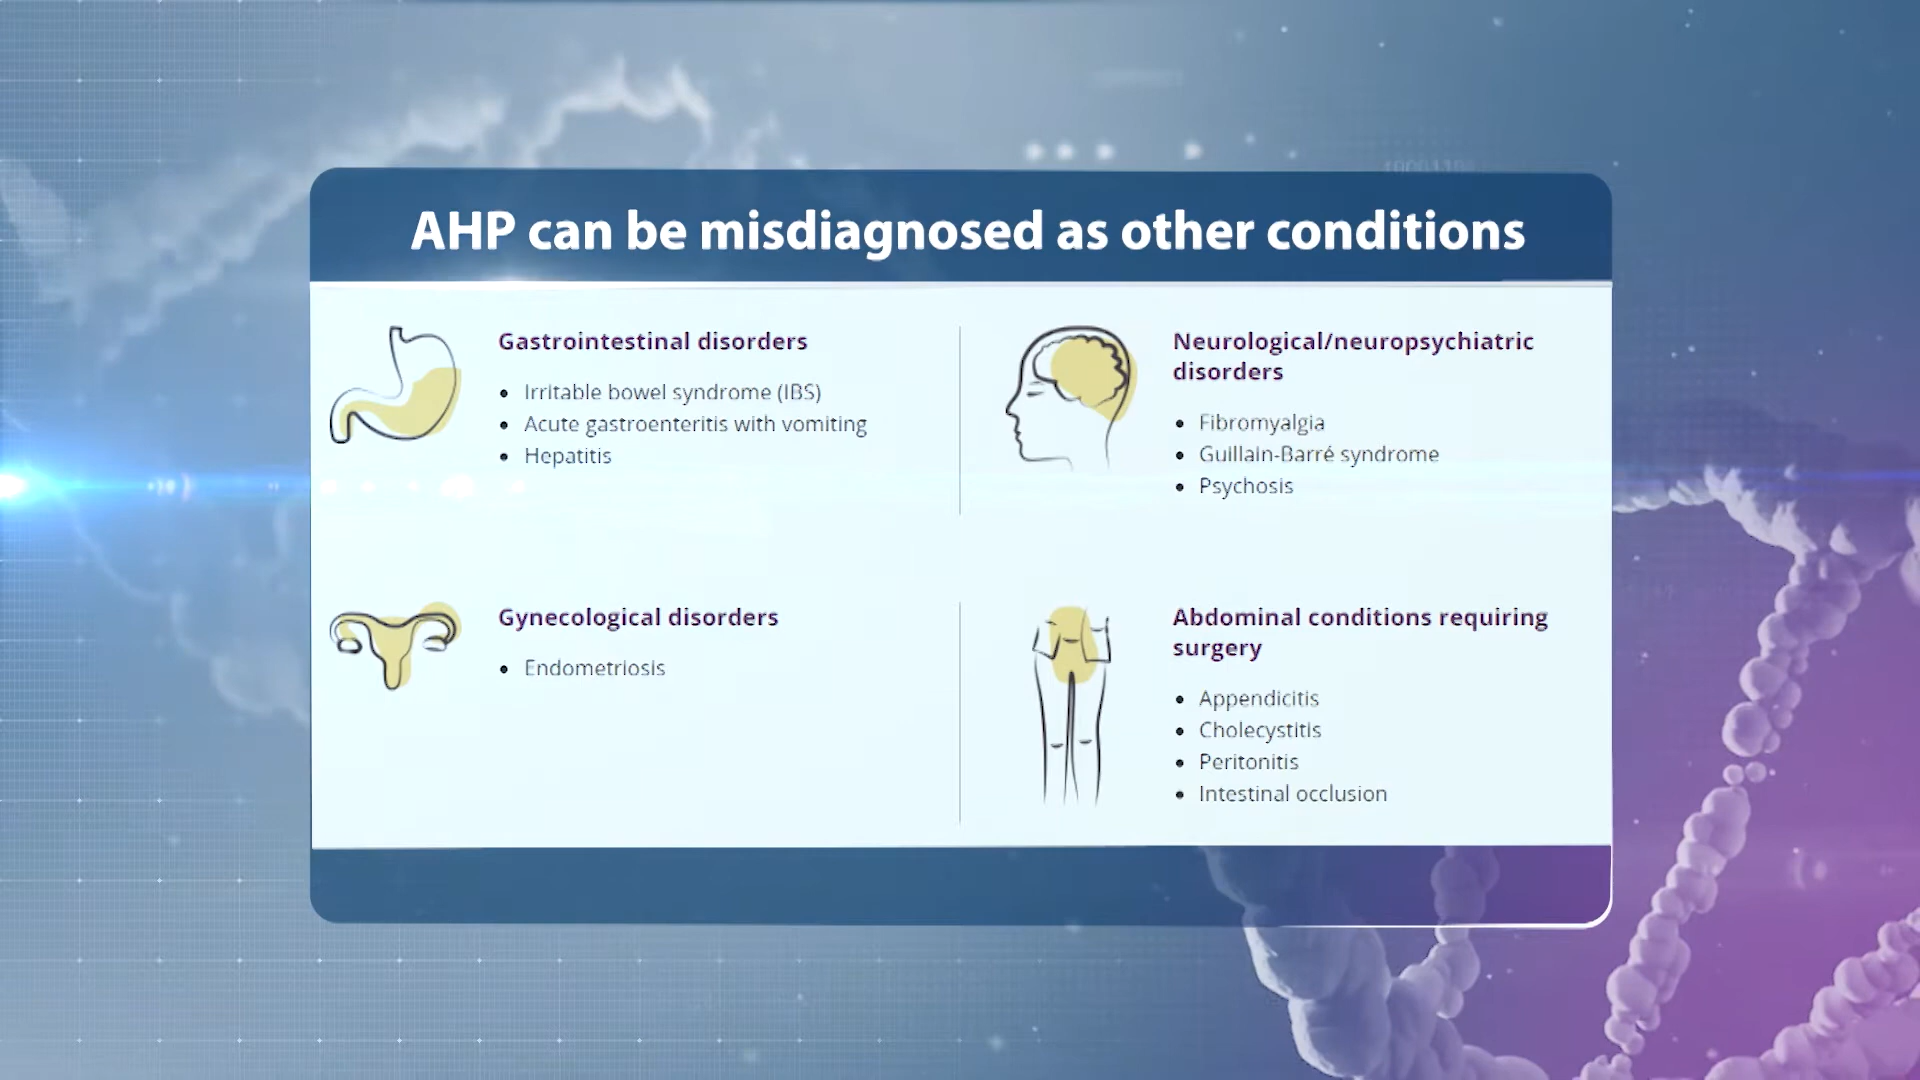 AHP can be misdiagnosed as other conditions
Gastrointestinal disorders
• Irritable bowel syndrome (IBS)
• Acute gastroenteritis with vomiting
• Hepatitis
Neurological/neuropsychiatric
disorders
• Fibromyalgia
• Guillain-Barré syndrome
• Psychosis
Gynecological disorders
• Endometriosis
Abdominal conditions requiring
surgery
• Appendicitis
• Cholecystitis
• Peritonitis
• Intestinal occlusion